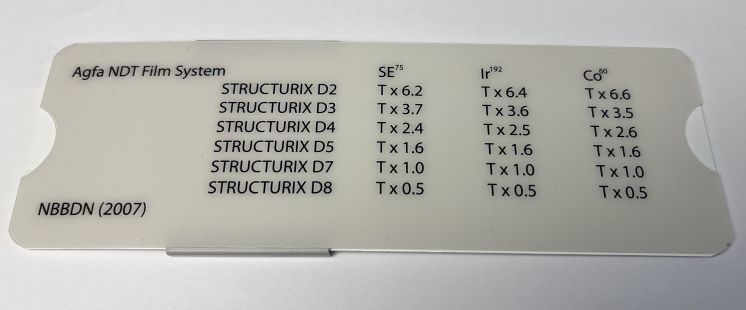 Agfa NDT Film System SE⁷⁵ Ir¹⁹² Co⁶⁰
STRUCTURIX D2 T x 6.2 T x 6.4 T x 6.6
STRUCTURIX D3 T x 3.7 T x 3.6 T x 3.5
STRUCTURIX D4 T x 2.4 T x 2.5 T x 2.6
STRUCTURIX D5 T x 1.6 T x 1.6 T x 1.6
STRUCTURIX D7 T x 1.0 T x 1.0 T x 1.0
STRUCTURIX D8 T x 0.5 T x 0.5 T x 0.5
NBBDN (2007)